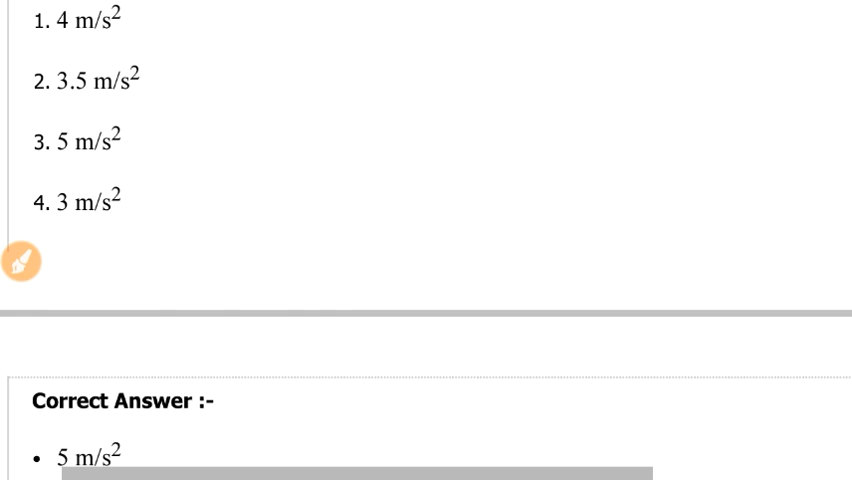 1. 4 m/s²
2. 3.5 m/s²
3. 5 m/s²
4. 3 m/s²
Correct Answer :-
• 5 m/s²